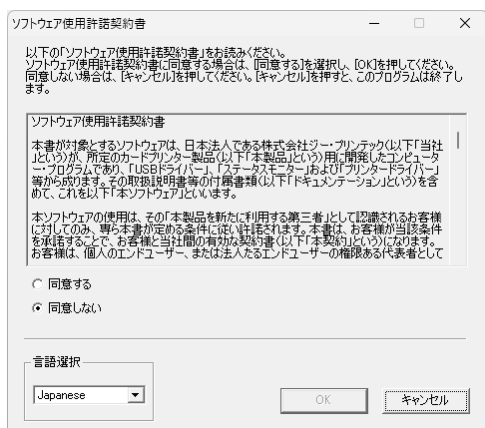 ソフトウェア使用許諾契約書
以下の「ソフトウェア使用許諾契約書」をお読みください。
ソフトウェア使用許諾契約書に同意する場合は、[同意する]を選択し、[OK]を押してください。
同意しない場合は、[キャンセル]を押してください。[キャンセル]を押すと、このプログラムは終了し
ます。
ソフトウェア使用許諾契約書
本書が対象とするソフトウェアは、日本法人である株式会社ジー・プリンテック(以下「当社
」という)が、所定のカードプリンター製品(以下「本製品」という)用に開発したコンピュータ
ー・プログラムであり、「USBドライバー」、「ステータスモニター」および「プリンタードライバー」
等から成ります。その取扱説明書等の付属書類(以下「ドキュメンテーション」という)を含
めて、これを以下「本ソフトウェア」といいます。
本ソフトウェアの使用は、その「本製品を新たに利用する第三者」として認識されるお客様
に対してのみ、専ら本書が定める条件に従い許諾されます。本書は、お客様が当該条件
を承諾することで、お客様と当社間の有効な契約書(以下「本契約」という)になります。
お客様は、個人のエンドユーザー、または法人たるエンドユーザーの権限ある代表者として
同意する
同意しない
言語選択
Japanese
OK
キャンセル